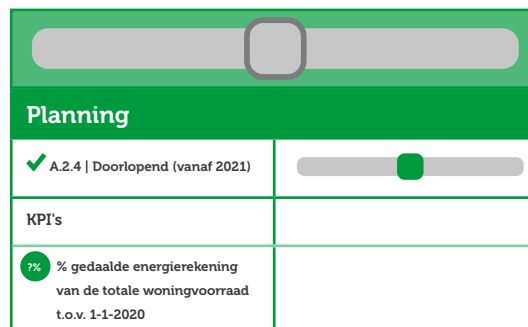 Planning
A.2.4 | Doorlopend (vanaf 2021)
KPI's
?% % gedaalde energierekening
van de totale woningvoorraad
t.o.v. 1-1-2020